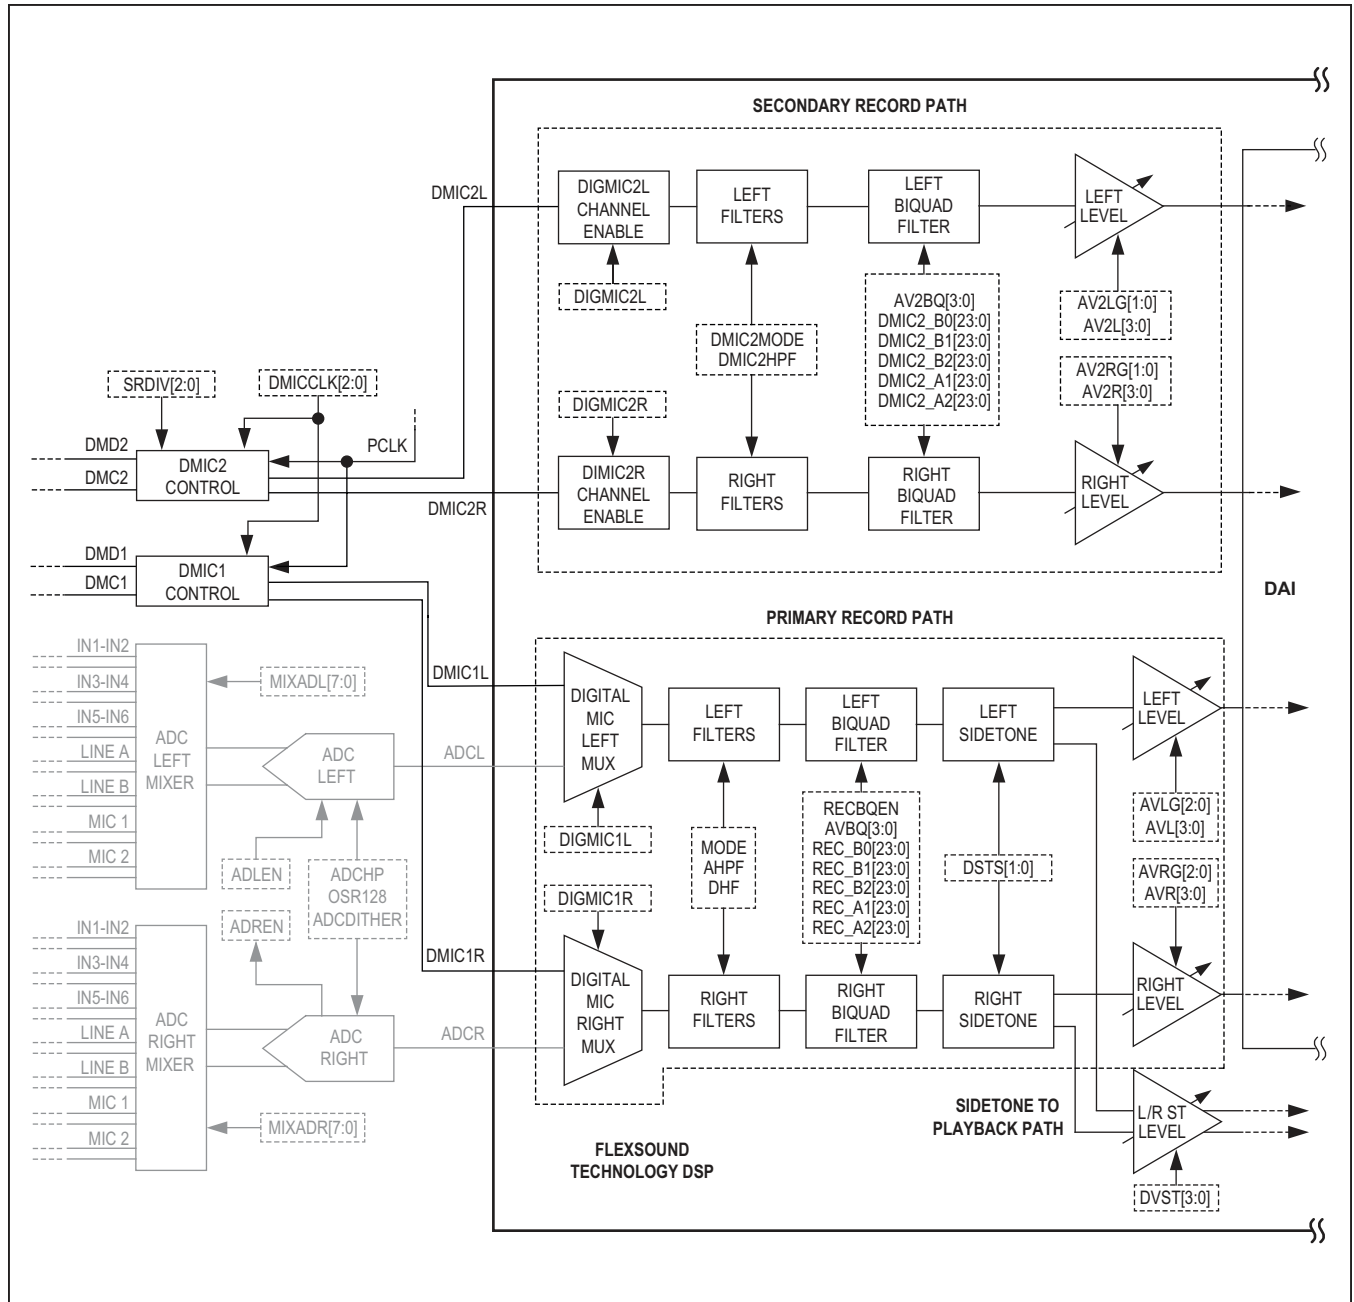 SECONDARY RECORD PATH
DMIC2L
DIGMIC2L
CHANNEL
ENABLE
LEFT
FILTERS
LEFT
BIQUAD
FILTER
LEFT
LEVEL
DIGMIC2L
DMIC2MODE
DMIC2HPF
AV2BQ[3:0]
DMIC2_B0[23:0]
DMIC2_B1[23:0]
DMIC2_B2[23:0]
DMIC2_A1[23:0]
DMIC2_A2[23:0]
AV2LG[1:0]
AV2L[3:0]
AV2RG[1:0]
AV2R[3:0]
SRDIV[2:0]
DMICCLK[2:0]
DIGMIC2R
PCLK
DMD2
DMC2
DMIC2
CONTROL
DMIC2R
DIMIC2R
CHANNEL
ENABLE
RIGHT
FILTERS
RIGHT
BIQUAD
FILTER
RIGHT
LEVEL
DMD1
DMC1
DMIC1
CONTROL
DAI
PRIMARY RECORD PATH
IN1-IN2
IN3-IN4
IN5-IN6
LINE A
LINE B
MIC 1
MIC 2
ADC
LEFT
MIXER
MIXADL[7:0]
ADC
LEFT
ADCL
DMIC1L
DIGITAL
MIC
LEFT
MUX
LEFT
FILTERS
LEFT
BIQUAD
FILTER
LEFT
SIDETONE
LEFT
LEVEL
DIGMIC1L
MODE
AHPF
DHF
RECBQEN
AVBQ[3:0]
REC_B0[23:0]
REC_B1[23:0]
REC_B2[23:0]
REC_A1[23:0]
REC_A2[23:0]
DSTS[1:0]
AVLG[2:0]
AVL[3:0]
AVRG[2:0]
AVR[3:0]
ADLEN
ADCHP
OSR128
ADCDITHER
ADREN
DIGMIC1R
IN1-IN2
IN3-IN4
IN5-IN6
LINE A
LINE B
MIC 1
MIC 2
ADC
RIGHT
MIXER
MIXADR[7:0]
ADC
RIGHT
ADCR
DMIC1R
DIGITAL
MIC
RIGHT
MUX
RIGHT
FILTERS
RIGHT
BIQUAD
FILTER
RIGHT
SIDETONE
RIGHT
LEVEL
SIDETONE TO
PLAYBACK PATH
L/R ST
LEVEL
DVST[3:0]
FLEXSOUND
TECHNOLOGY DSP